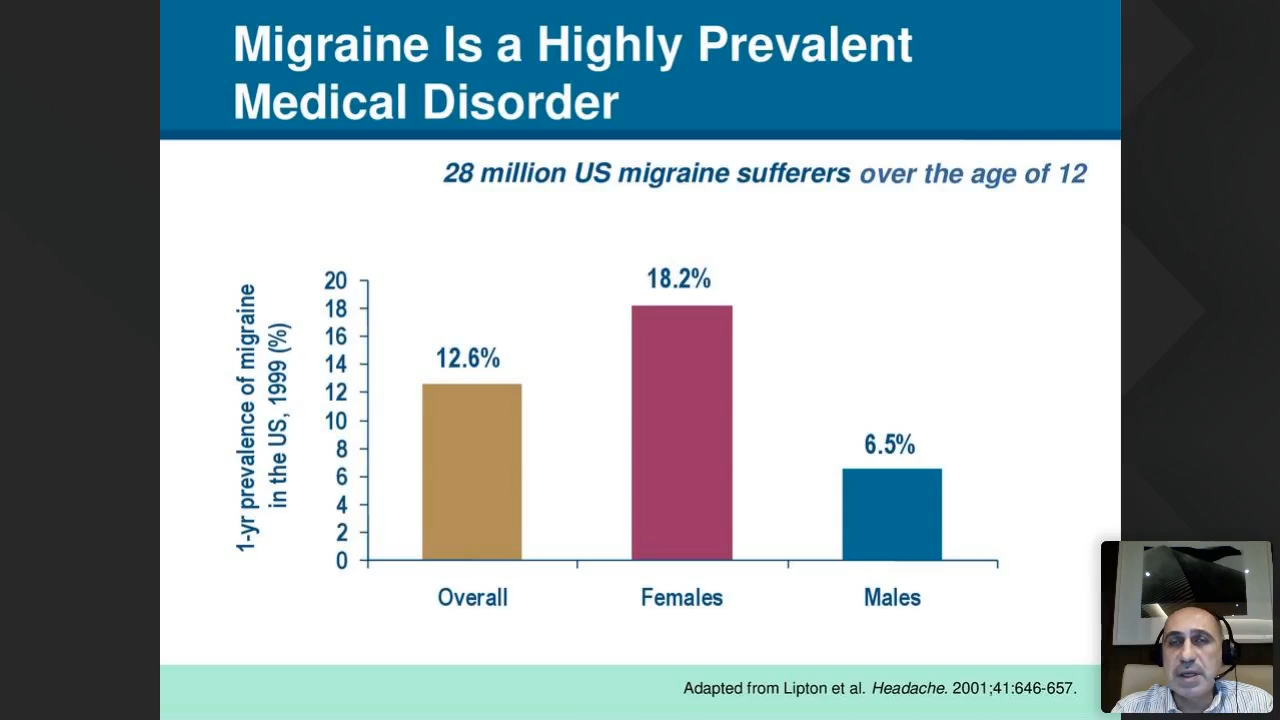 Migraine Is a Highly Prevalent
Medical Disorder
28 million US migraine sufferers over the age of 12
1-yr prevalence of migraine
in the US, 1999 (%)
20
18
16
14
12
10
8
6
4
2
0
12.6%
18.2%
6.5%
Overall
Females
Males
Adapted from Lipton et al. Headache. 2001;41:646-657.